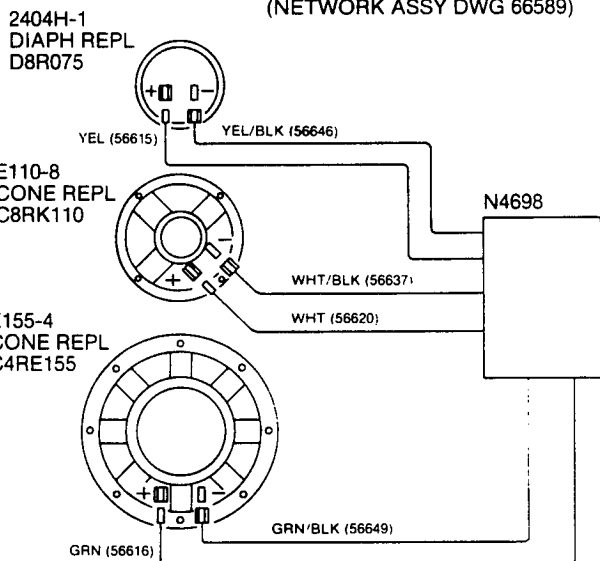 (NETWORK ASSY DWG 66589)
2404H-1
DIAPH REPL
D8R075
+ −
YEL (56615)
YEL/BLK (56646)
E110-8
CONE REPL
C8RK110
N4698
−
+
WHT/BLK (56637)
WHT (56620)
E155-4
CONE REPL
C4RE155
+ −
GRN/BLK (56649)
GRN (56616)